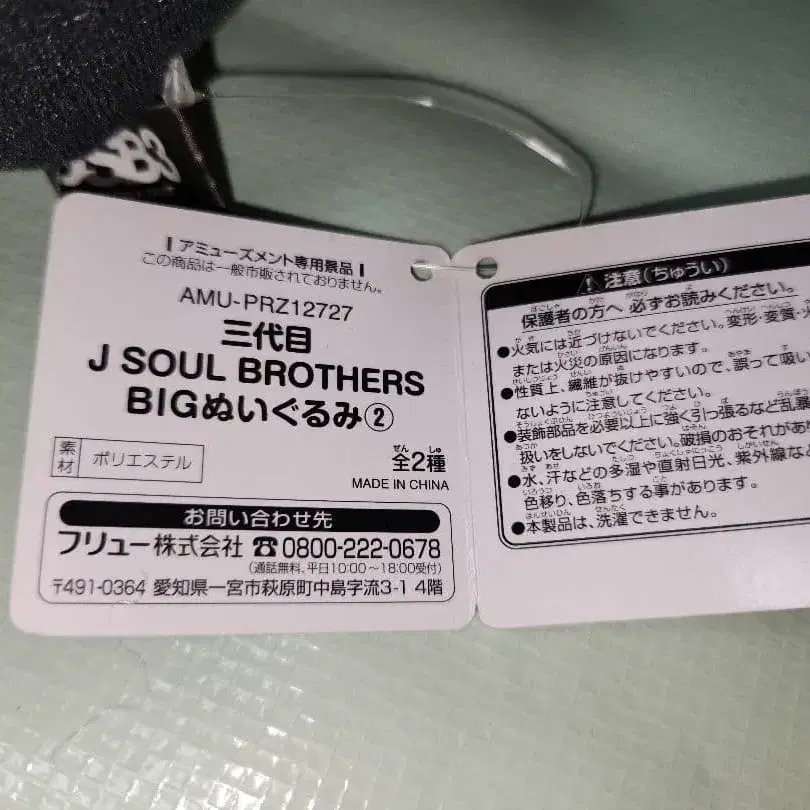 JSB3
┃アミューズメント専用景品┃
この商品は一般市販されておりません。
AMU-PRZ12727
三代目
J SOUL BROTHERS
BIGぬいぐるみ②
素材 ポリエステル
ぜん しゅ
全2種
MADE IN CHINA
お問い合わせ先
フリュー株式会社 ☎0800-222-0678
(通話無料、平日10:00~18:00受付)
〒491-0364 愛知県一宮市萩原町中島字流3-1 4階
⚠注意(ちゅうい)
保護者の方へ 必ずお読みください。
●火気には近づけないでください。変形・変質・火
または火災の原因になります。
●性質上、繊維が抜けやすいので、誤って吸い
ないように注意してください。
●装飾部品を必要以上に強く引っ張るなど乱暴
扱いをしないでください。破損のおそれがあり
●水、汗などの多湿や直射日光、紫外線な
色移り、色落ちする事があります。
●本製品は、洗濯できません。